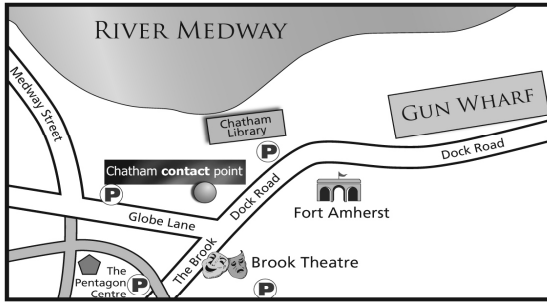 RIVER MEDWAY
Medway Street
GUN WHARF
Chatham
Library
P
Dock Road
Chatham contact point
P
Dock Road
Globe Lane
Fort Amherst
The Brook
Brook Theatre
The
Pentagon
Centre
P
P